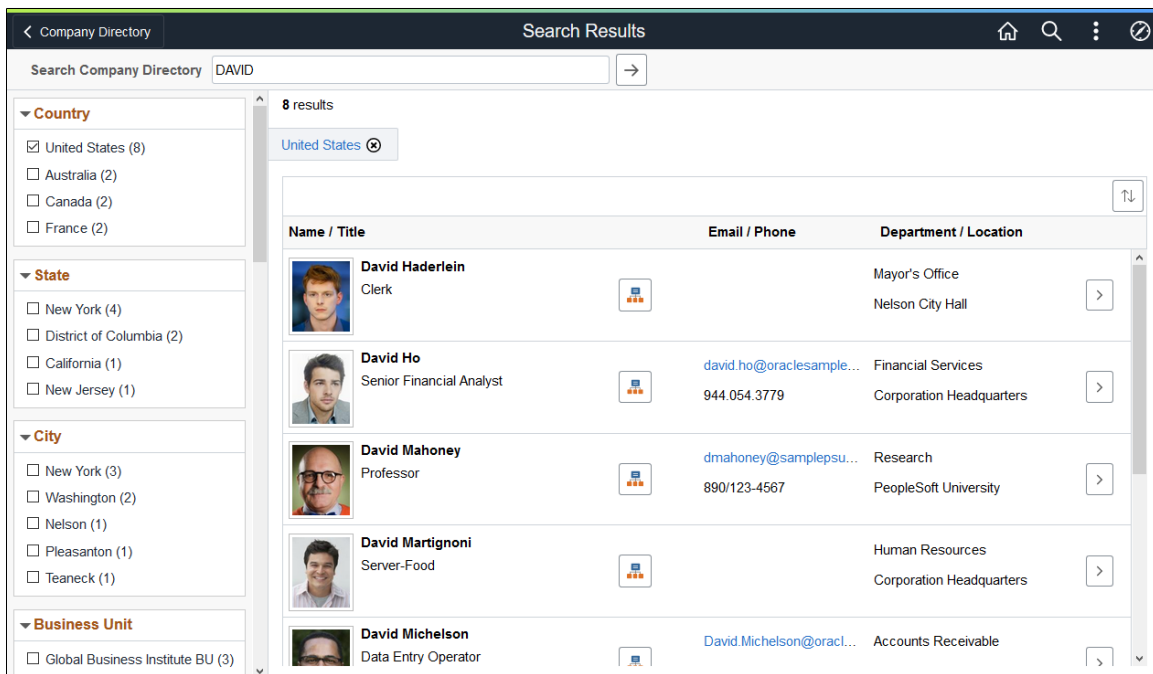 Company Directory
Search Results
Search Company Directory DAVID
8 results
United States
Country
United States (8)
Australia (2)
Canada (2)
France (2)
State
New York (4)
District of Columbia (2)
California (1)
New Jersey (1)
City
New York (3)
Washington (2)
Nelson (1)
Pleasanton (1)
Teaneck (1)
Business Unit
Global Business Institute BU (3)
Name / Title Email / Phone Department / Location
David Haderlein
Clerk
Mayor's Office
Nelson City Hall
David Ho
Senior Financial Analyst
david.ho@oraclesample...
944.054.3779
Financial Services
Corporation Headquarters
David Mahoney
Professor
dmahoney@samplepsu...
890/123-4567
Research
PeopleSoft University
David Martignoni
Server-Food
Human Resources
Corporation Headquarters
David Michelson
Data Entry Operator
David.Michelson@oracl...
Accounts Receivable